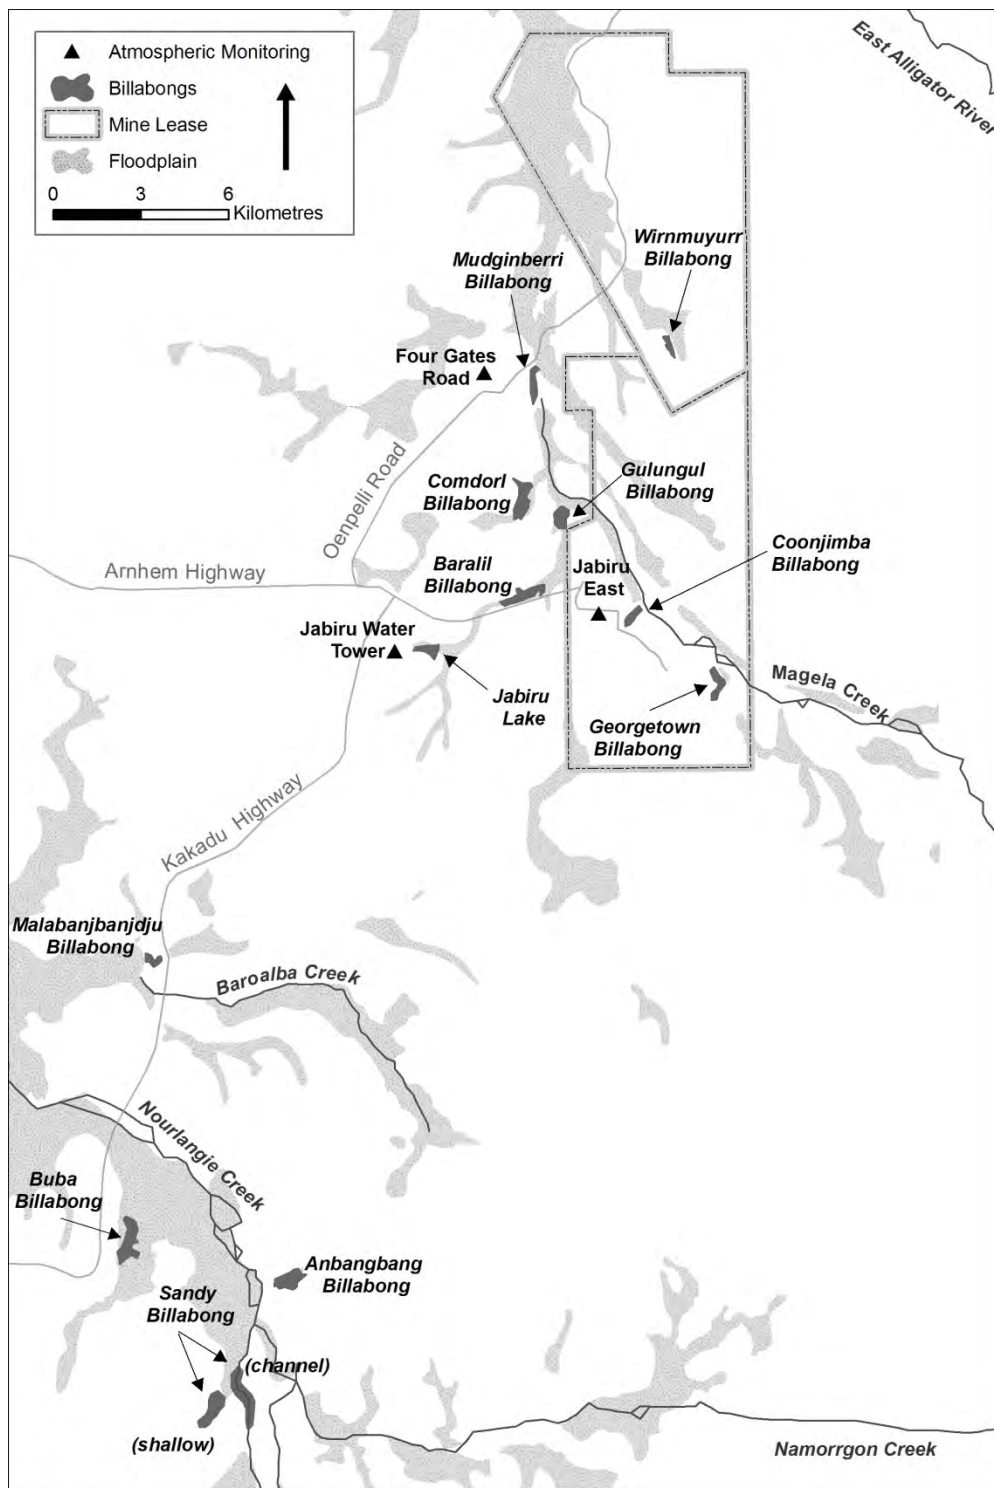 Atmospheric Monitoring
Billabongs
Mine Lease
Floodplain
0 3 6
Kilometres
East Alligator River
Wirnmuyurr
Billabong
Mudginberri
Billabong
Four Gates
Road
Oenpelli Road
Comdorl
Billabong
Gulungul
Billabong
Coonjimba
Billabong
Arnhem Highway
Baralil
Billabong
Jabiru
East
Jabiru Water
Tower
Jabiru
Lake
Magela Creek
Georgetown
Billabong
Kakadu Highway
Malabanjbanjdju
Billabong
Baroalba Creek
Nourlangie Creek
Buba
Billabong
Anbangbang
Billabong
Sandy
Billabong
(channel)
(shallow)
Namorrgon Creek